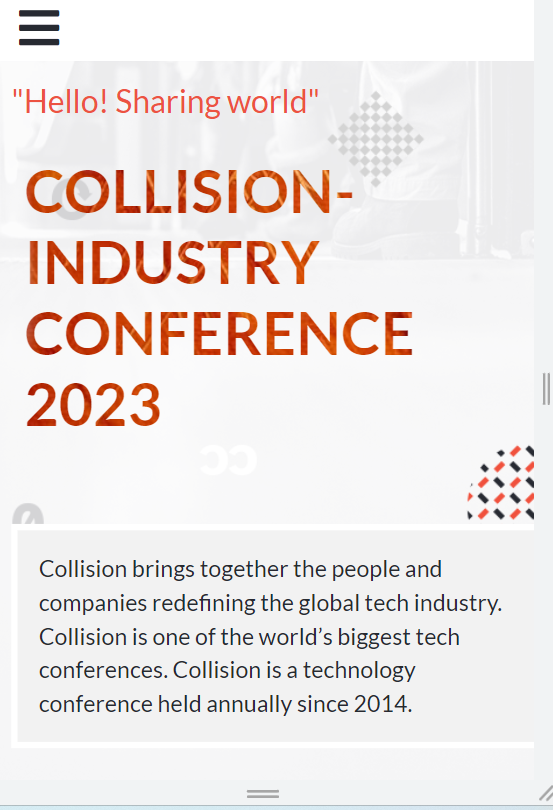 "Hello! Sharing world"
COLLISION-
INDUSTRY
CONFERENCE
2023
Collision brings together the people and
companies redefining the global tech industry.
Collision is one of the world’s biggest tech
conferences. Collision is a technology
conference held annually since 2014.